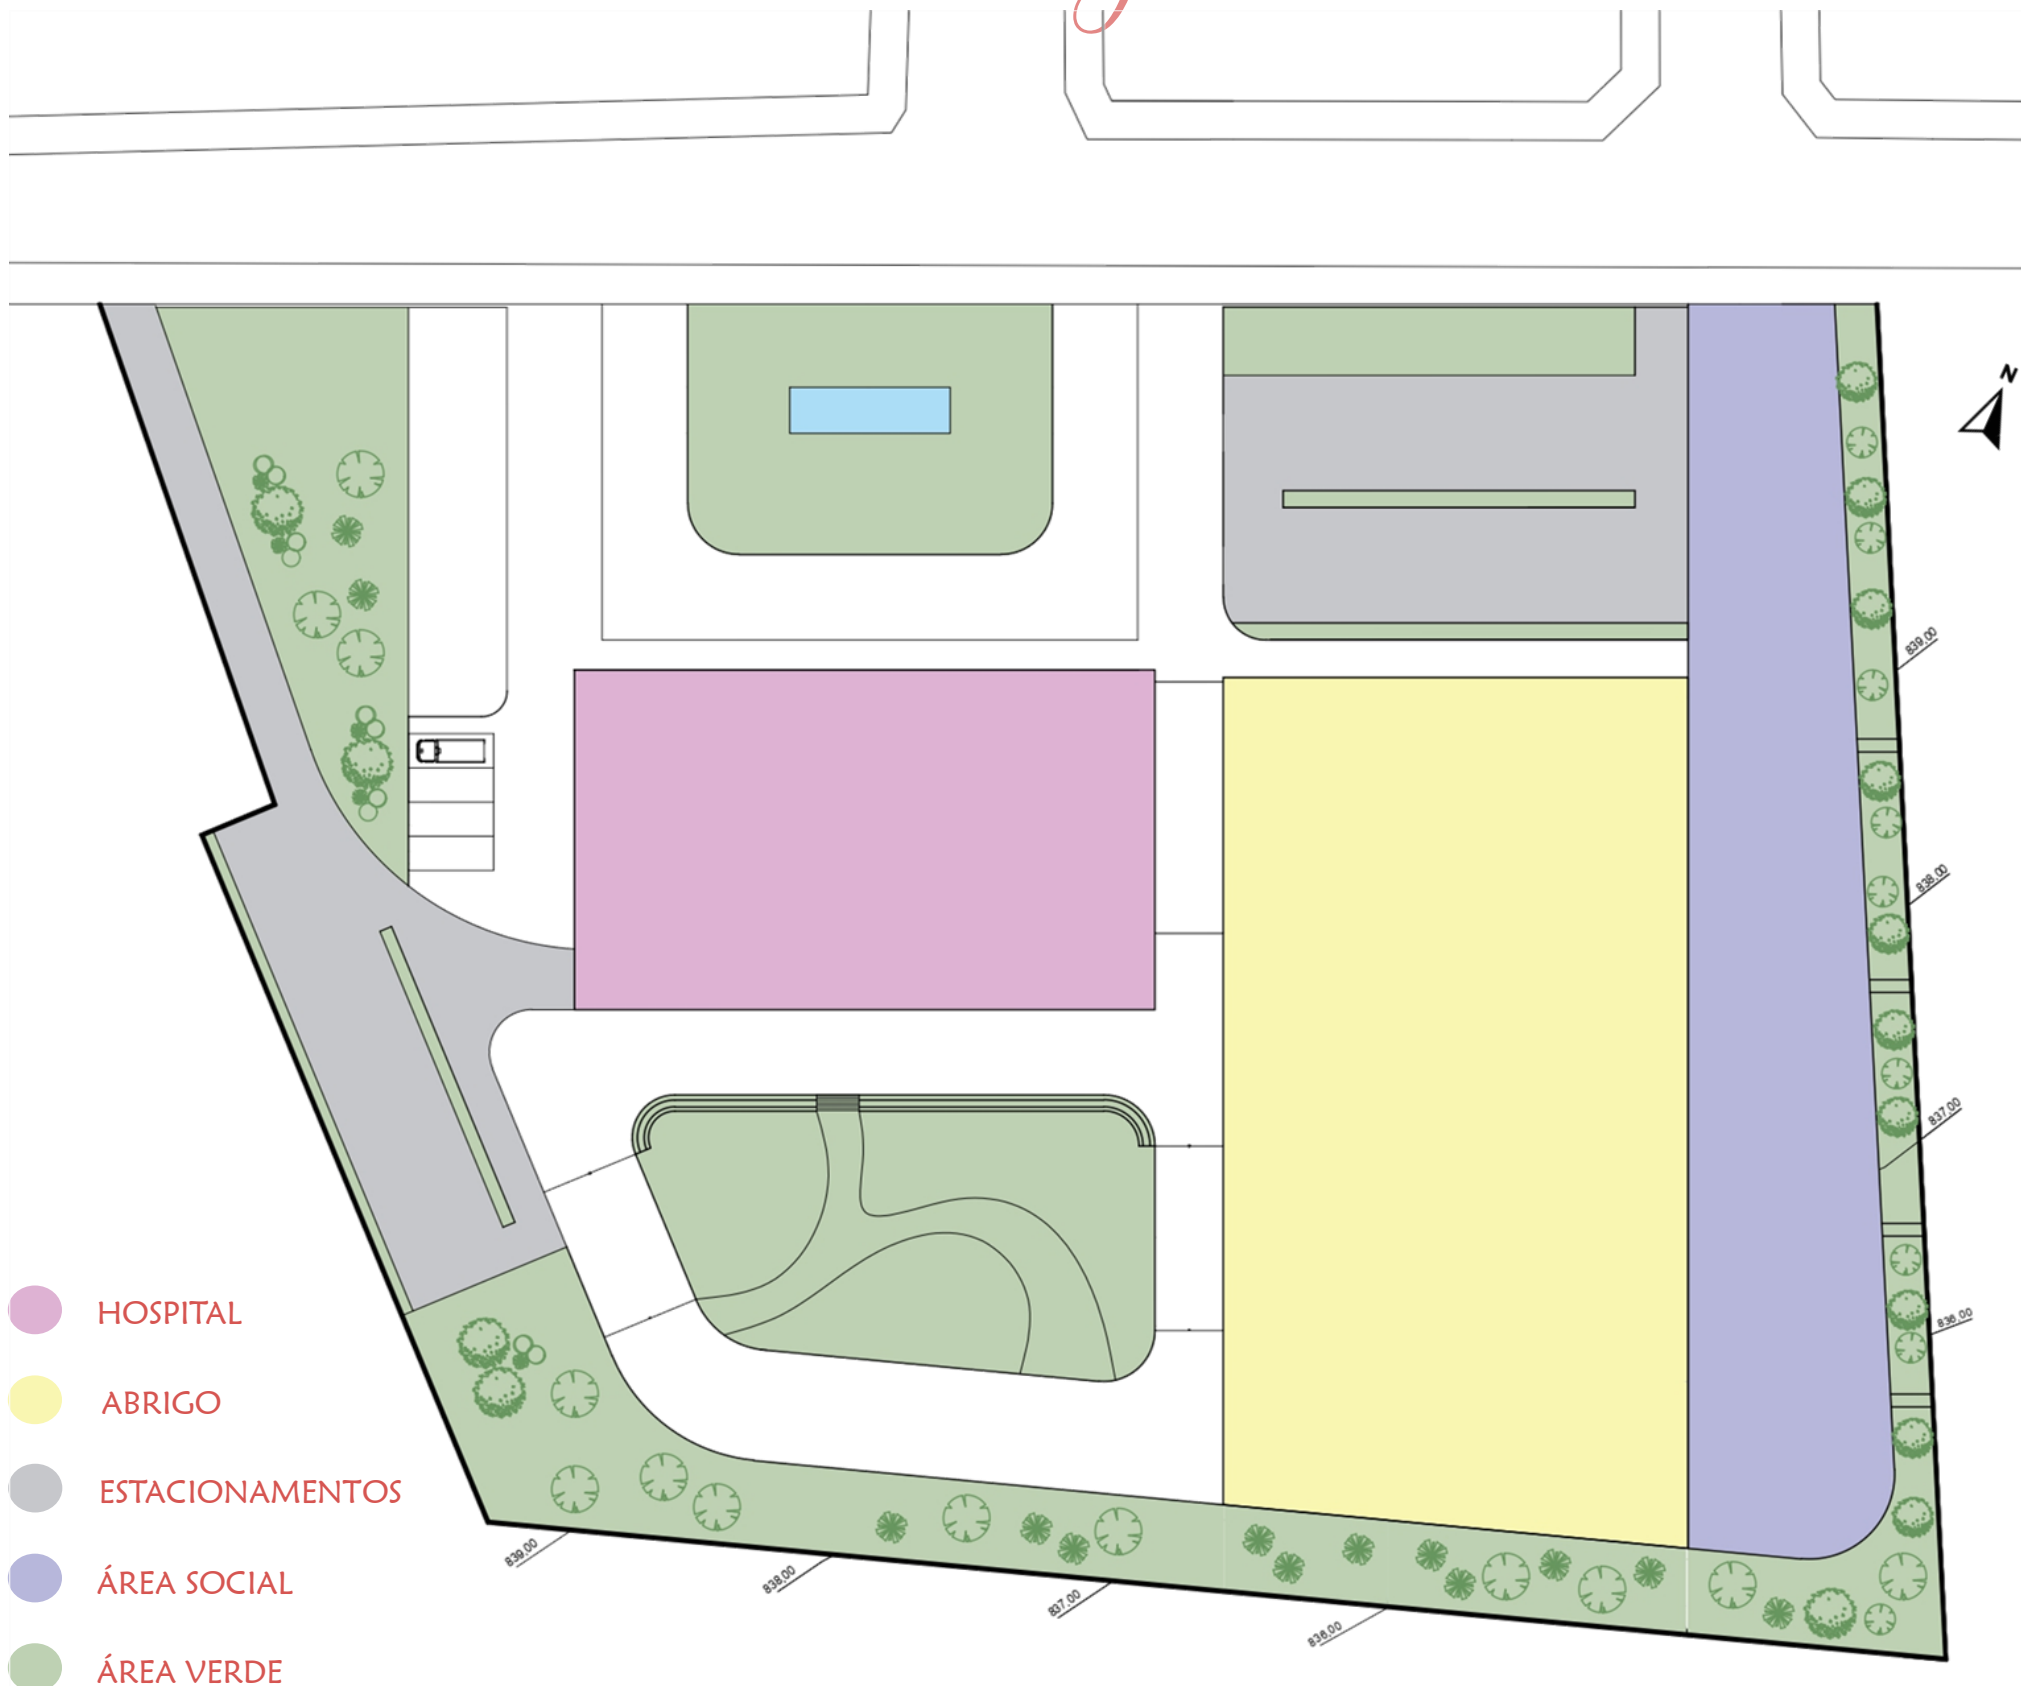 N
839,00
838,00
837,00
836,00
HOSPITAL
ABRIGO
ESTACIONAMENTOS
ÁREA SOCIAL
ÁREA VERDE
839,00
838,00
837,00
836,00